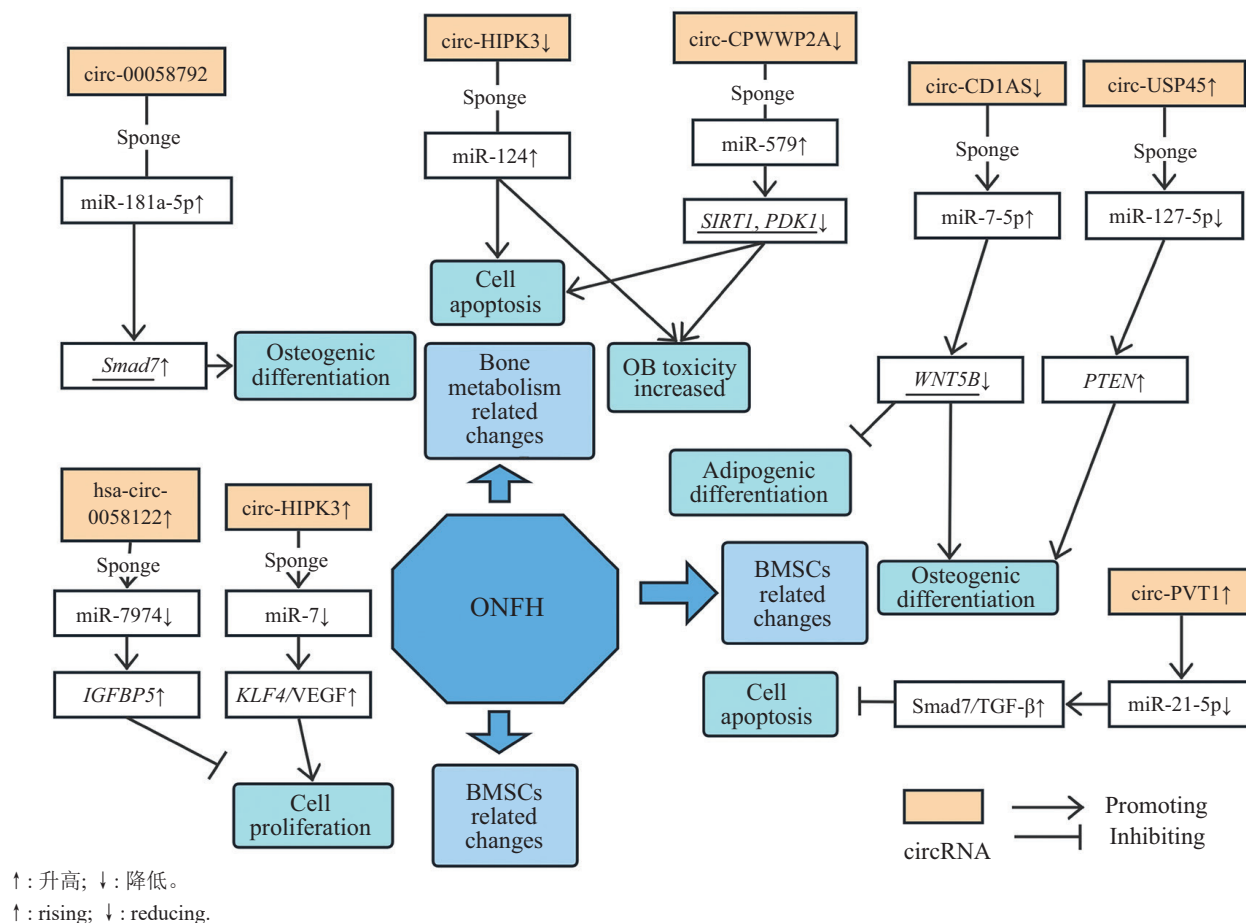 circ-00058792
Sponge
miR-181a-5p↑
Smad7↑
Osteogenic
differentiation
circ-HIPK3↓
Sponge
miR-124↑
Cell
apoptosis
circ-CPWWP2A↓
Sponge
miR-579↑
SIRT1, PDK1↓
OB toxicity
increased
Bone
metabolism
related
changes
circ-CD1AS↓
Sponge
miR-7-5p↑
WNT5B↓
Adipogenic
differentiation
circ-USP45↑
Sponge
miR-127-5p↓
PTEN↑
Osteogenic
differentiation
hsa-circ-
0058122↑
Sponge
miR-7974↓
IGFBP5↑
circ-HIPK3↑
Sponge
miR-7↓
KLF4/VEGF↑
Cell
proliferation
ONFH
BMSCs
related
changes
BMSCs
related
changes
circ-PVT1↑
miR-21-5p↓
Smad7/TGF-β↑
Cell
apoptosis
circRNA
Promoting
Inhibiting
↑: 升高; ↓: 降低。
↑: rising; ↓: reducing.